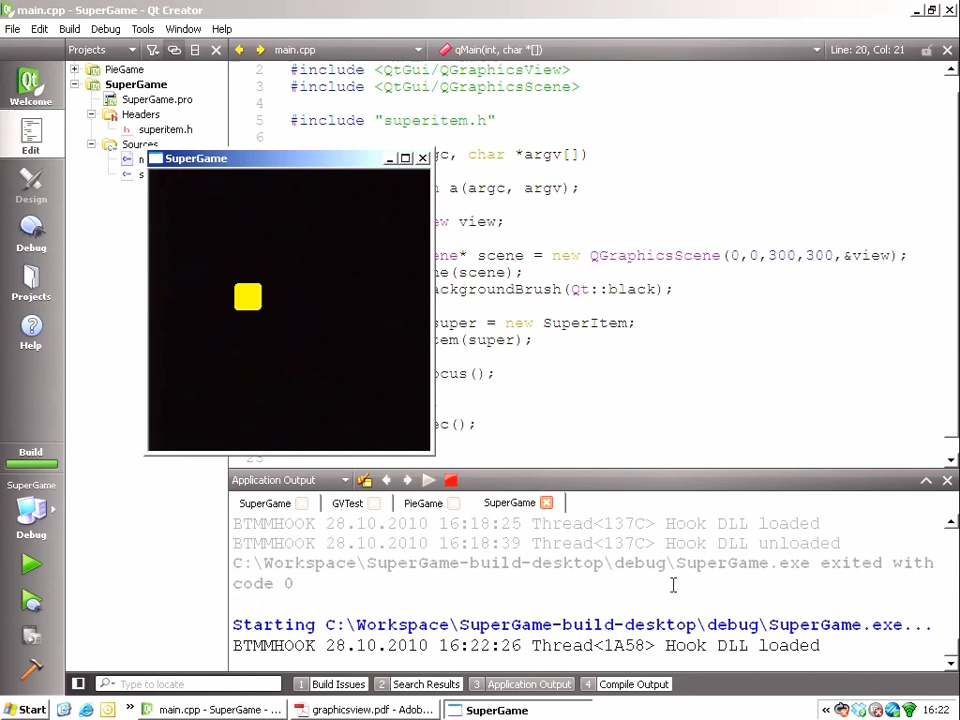 main.cpp - SuperGame - Qt Creator
File Edit Build Debug Tools Window Help
Projects main.cpp qMain(int, char *[]) Line: 20, Col: 21
Welcome
Edit
Design
Debug
Projects
Help
Build
SuperGame
Debug
PieGame
SuperGame
SuperGame.pro
Headers
superitem.h
Sources
SuperGame
2 #include <QtGui/QGraphicsView>
3 #include <QtGui/QGraphicsScene>
4
5 #include "superitem.h"
6
gc, char *argv[])
n a(argc, argv);
ew view;
ene* scene = new QGraphicsScene(0,0,300,300,&view);
ne(scene);
ackgroundBrush(Qt::black);
super = new SuperItem;
tem(super);
ocus();
ec();
Application Output
SuperGame GVTest PieGame SuperGame
BTMMHOOK 28.10.2010 16:18:25 Thread<137C> Hook DLL loaded
BTMMHOOK 28.10.2010 16:18:39 Thread<137C> Hook DLL unloaded
C:\Workspace\SuperGame-build-desktop\debug\SuperGame.exe exited with
code 0
Starting C:\Workspace\SuperGame-build-desktop\debug\SuperGame.exe...
BTMMHOOK 28.10.2010 16:22:26 Thread<1A58> Hook DLL loaded
Type to locate 1 Build Issues 2 Search Results 3 Application Output 4 Compile Output
Start main.cpp - SuperGame - ... graphicsview.pdf - Adob... SuperGame 16:22